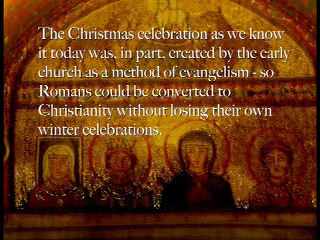 The Christmas celebration as we know
it today was, in part, created by the early
church as a method of evangelism - so
Romans could be converted to
Christianity without losing their own
winter celebrations.